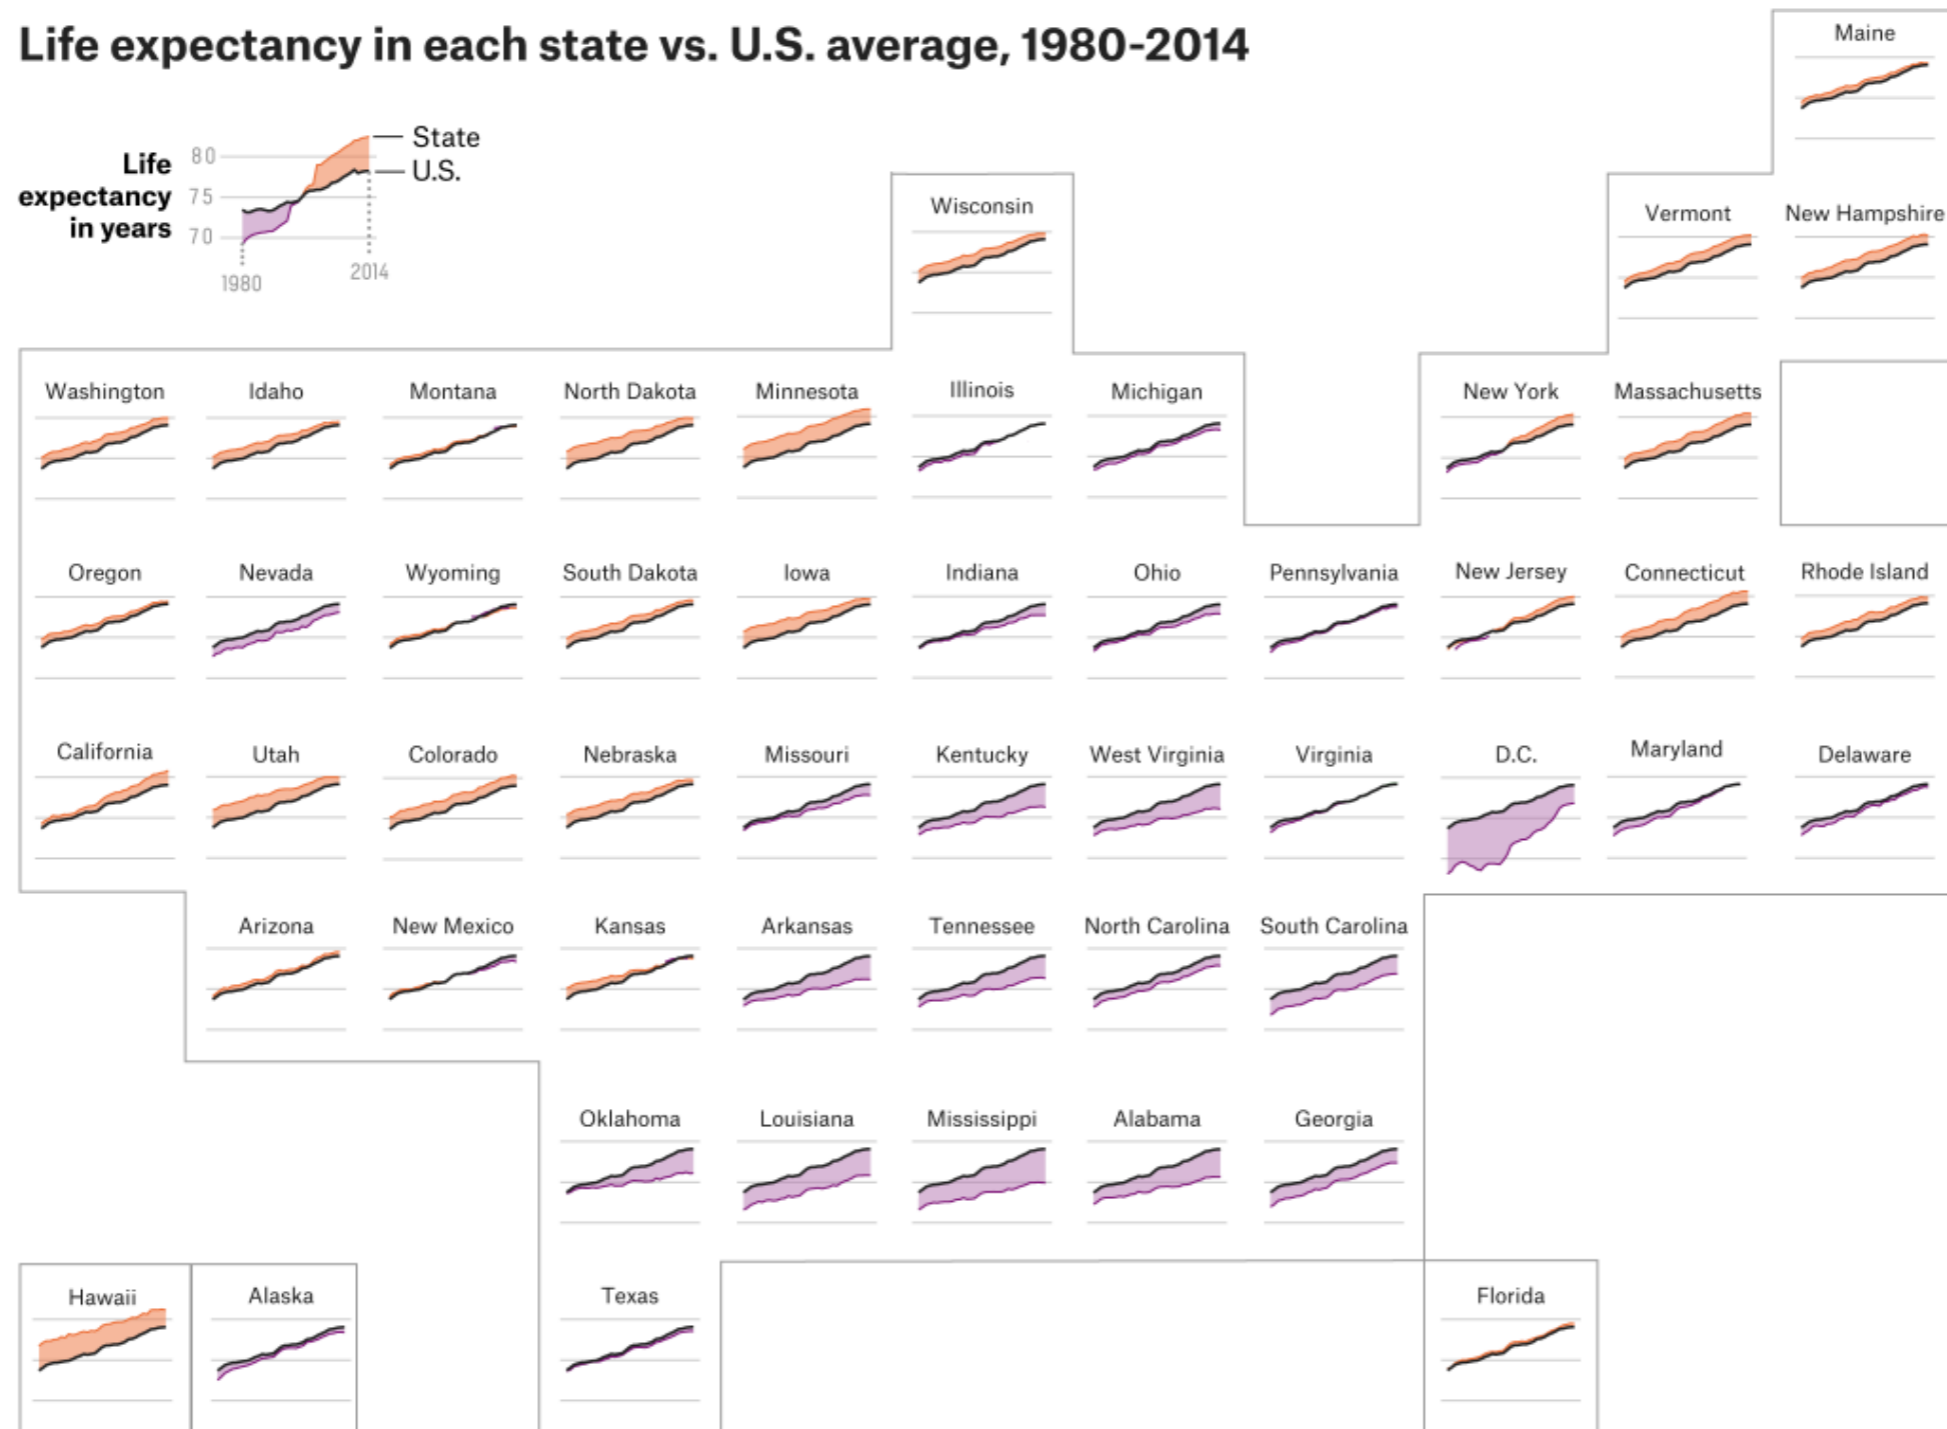 Life expectancy in each state vs. U.S. average, 1980-2014
Maine
State
80
U.S.
Life
expectancy
in years
75
70
1980
2014
Wisconsin
Vermont
New Hampshire
Washington
Idaho
Montana
North Dakota
Minnesota
Illinois
Michigan
New York
Massachusetts
Oregon
Nevada
Wyoming
South Dakota
Iowa
Indiana
Ohio
Pennsylvania
New Jersey
Connecticut
Rhode Island
California
Utah
Colorado
Nebraska
Missouri
Kentucky
West Virginia
Virginia
D.C.
Maryland
Delaware
Arizona
New Mexico
Kansas
Arkansas
Tennessee
North Carolina
South Carolina
Oklahoma
Louisiana
Mississippi
Alabama
Georgia
Hawaii
Alaska
Texas
Florida